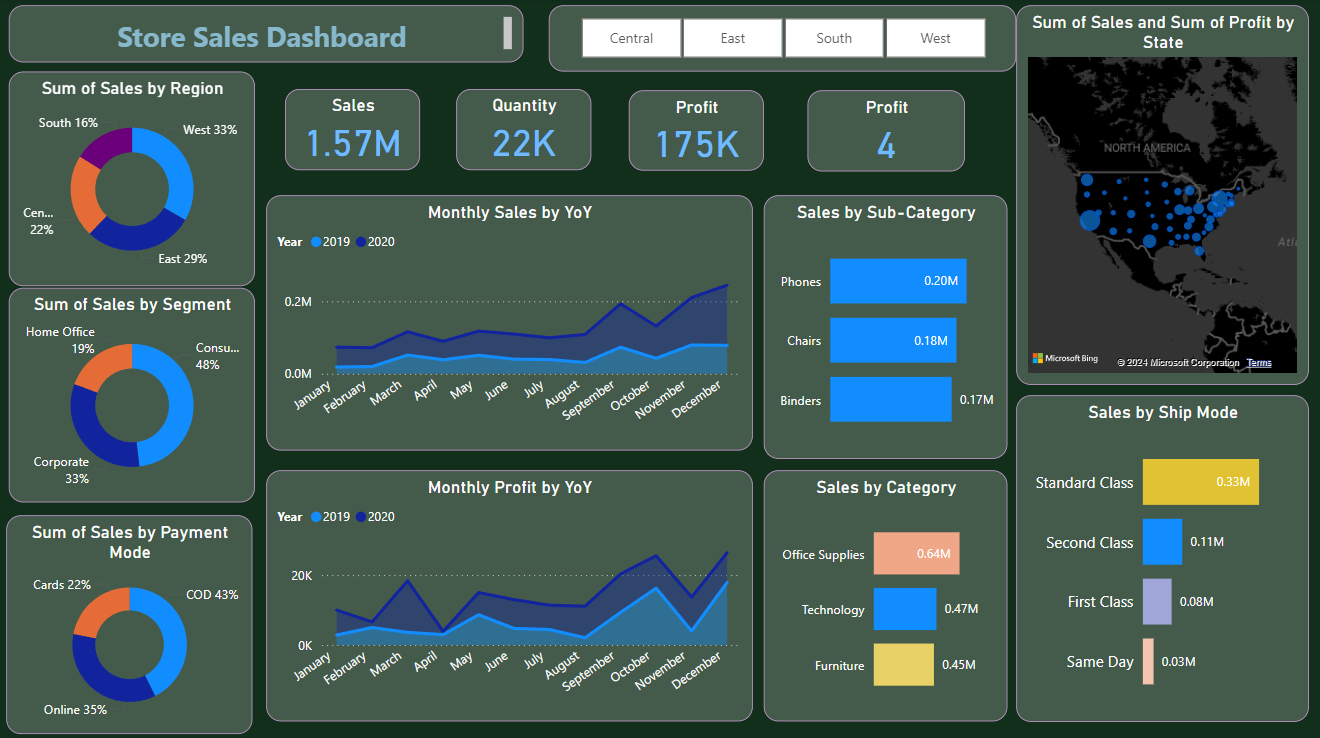 Store Sales Dashboard
Central
East
South
West
Sum of Sales and Sum of Profit by
State
NORTH AMERICA
Atl
Microsoft Bing
© 2024 Microsoft Corporation Terms
Sum of Sales by Region
South 16%
West 33%
Cen...
22%
East 29%
Sales
1.57M
Quantity
22K
Profit
175K
Profit
4
Monthly Sales by YoY
Year 2019 2020
0.2M
0.0M
January
February
March
April
May
June
July
August
September
October
November
December
Sales by Sub-Category
Phones 0.20M
Chairs 0.18M
Binders 0.17M
Sum of Sales by Segment
Home Office
19%
Consu...
48%
Corporate
33%
Sales by Ship Mode
Standard Class 0.33M
Second Class 0.11M
First Class 0.08M
Same Day 0.03M
Monthly Profit by YoY
Year 2019 2020
20K
0K
January
February
March
April
May
June
July
August
September
October
November
December
Sales by Category
Office Supplies 0.64M
Technology 0.47M
Furniture 0.45M
Sum of Sales by Payment
Mode
Cards 22%
COD 43%
Online 35%